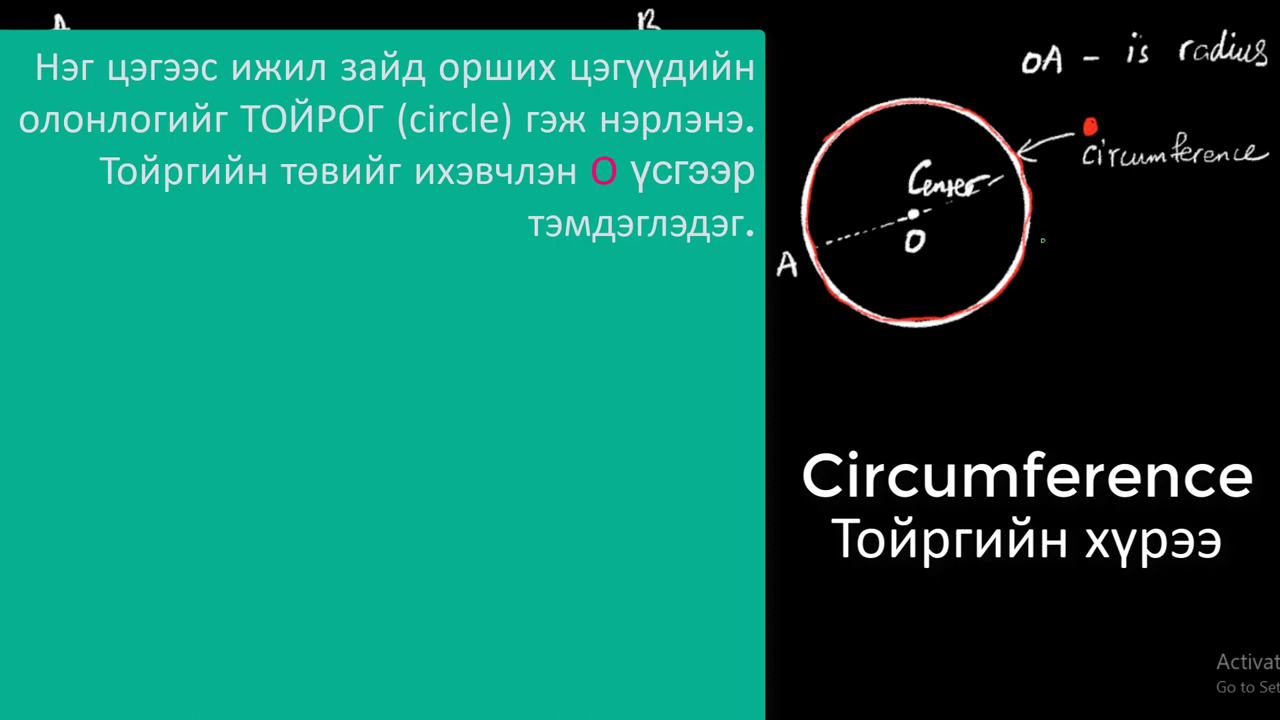 Нэг цэгээс ижил зайд орших цэгүүдийн
олонлогийг ТОЙРОГ (circle) гэж нэрлэнэ.
Тойргийн төвийг ихэвчлэн О үсгээр
тэмдэглэдэг.
OA - is radius
circumference
Center
O
A
Circumference
Тойргийн хүрээ
Activat
Go to Set